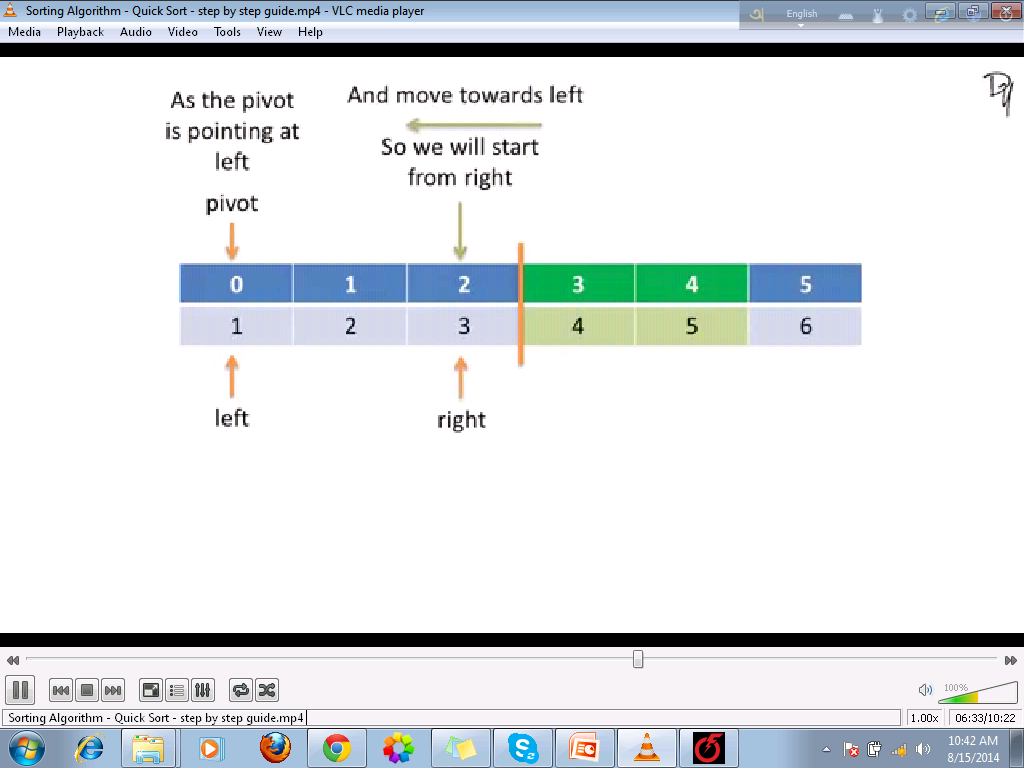 Sorting Algorithm - Quick Sort - step by step guide.mp4 - VLC media player
English
Media Playback Audio Video Tools View Help
As the pivot
is pointing at
left
pivot
And move towards left
So we will start
from right
0 1 2 3 4 5
1 2 3 4 5 6
left right
100%
Sorting Algorithm - Quick Sort - step by step guide.mp4
1.00x 06:33/10:22
10:42 AM
8/15/2014